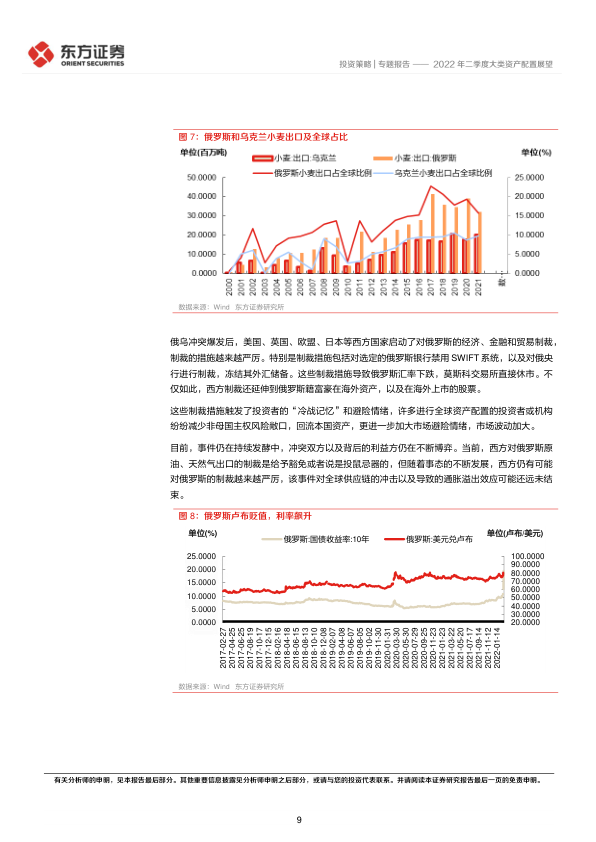 东方证券
ORIENT SECURITIES
投资策略 | 专题报告 —— 2022 年二季度大类资产配置展望
图 7：俄罗斯和乌克兰小麦出口及全球占比
单位(百万吨)
单位(%)
小麦:出口:乌克兰
小麦:出口:俄罗斯
俄罗斯小麦出口占全球比例
乌克兰小麦出口占全球比例
50.0000
40.0000
30.0000
20.0000
10.0000
0.0000
25.0000
20.0000
15.0000
10.0000
5.0000
0.0000
2000 2001 2002 2003 2004 2005 2006 2007 2008 2009 2010 2011 2012 2013 2014 2015 2016 2017 2018 2019 2020 2021 数…
数据来源：Wind 东方证券研究所
俄乌冲突爆发后，美国、英国、欧盟、日本等西方国家启动了对俄罗斯的经济、金融和贸易制裁，
制裁的措施越来越严厉。特别是制裁措施包括对选定的俄罗斯银行禁用 SWIFT 系统，以及对俄央
行进行制裁，冻结其外汇储备。这些制裁措施导致俄罗斯汇率下跌，莫斯科交易所直接休市。不
仅如此，西方制裁还延伸到俄罗斯籍富豪在海外资产，以及在海外上市的股票。
这些制裁措施触发了投资者的“冷战记忆”和避险情绪，许多进行全球资产配置的投资者或机构
纷纷减少非母国主权风险敞口，回流本国资产，更进一步加大市场避险情绪，市场波动加大。
目前，事件仍在持续发酵中，冲突双方以及背后的利益方仍在不断博弈。当前，西方对俄罗斯原
油、天然气出口的制裁是给予豁免或者说是投鼠忌器的，但随着事态的不断发展，西方仍有可能
对俄罗斯的制裁越来越严厉，该事件对全球供应链的冲击以及导致的通胀溢出效应可能还远未结
束。
图 8：俄罗斯卢布贬值，利率飙升
单位(%)
俄罗斯:国债收益率:10年
俄罗斯:美元兑卢布
单位(卢布/美元)
25.0000
20.0000
15.0000
10.0000
5.0000
0.0000
100.0000
90.0000
80.0000
70.0000
60.0000
50.0000
40.0000
30.0000
20.0000
2017-02-27 2017-04-25 2017-06-25 2017-08-19 2017-10-17 2017-12-15 2018-02-16 2018-04-18 2018-06-15 2018-08-13 2018-10-10 2018-12-08 2019-02-07 2019-04-08 2019-06-07 2019-08-05 2019-10-02 2019-11-30 2020-01-31 2020-03-30 2020-05-30 2020-07-29 2020-09-25 2020-11-23 2021-01-23 2021-03-22 2021-05-20 2021-07-17 2021-09-14 2021-11-12 2022-01-14
数据来源：Wind 东方证券研究所
有关分析师的申明，见本报告最后部分。其他重要信息披露见分析师申明之后部分，或请与您的投资代表联系。并请阅读本证券研究报告最后一页的免责申明。
9